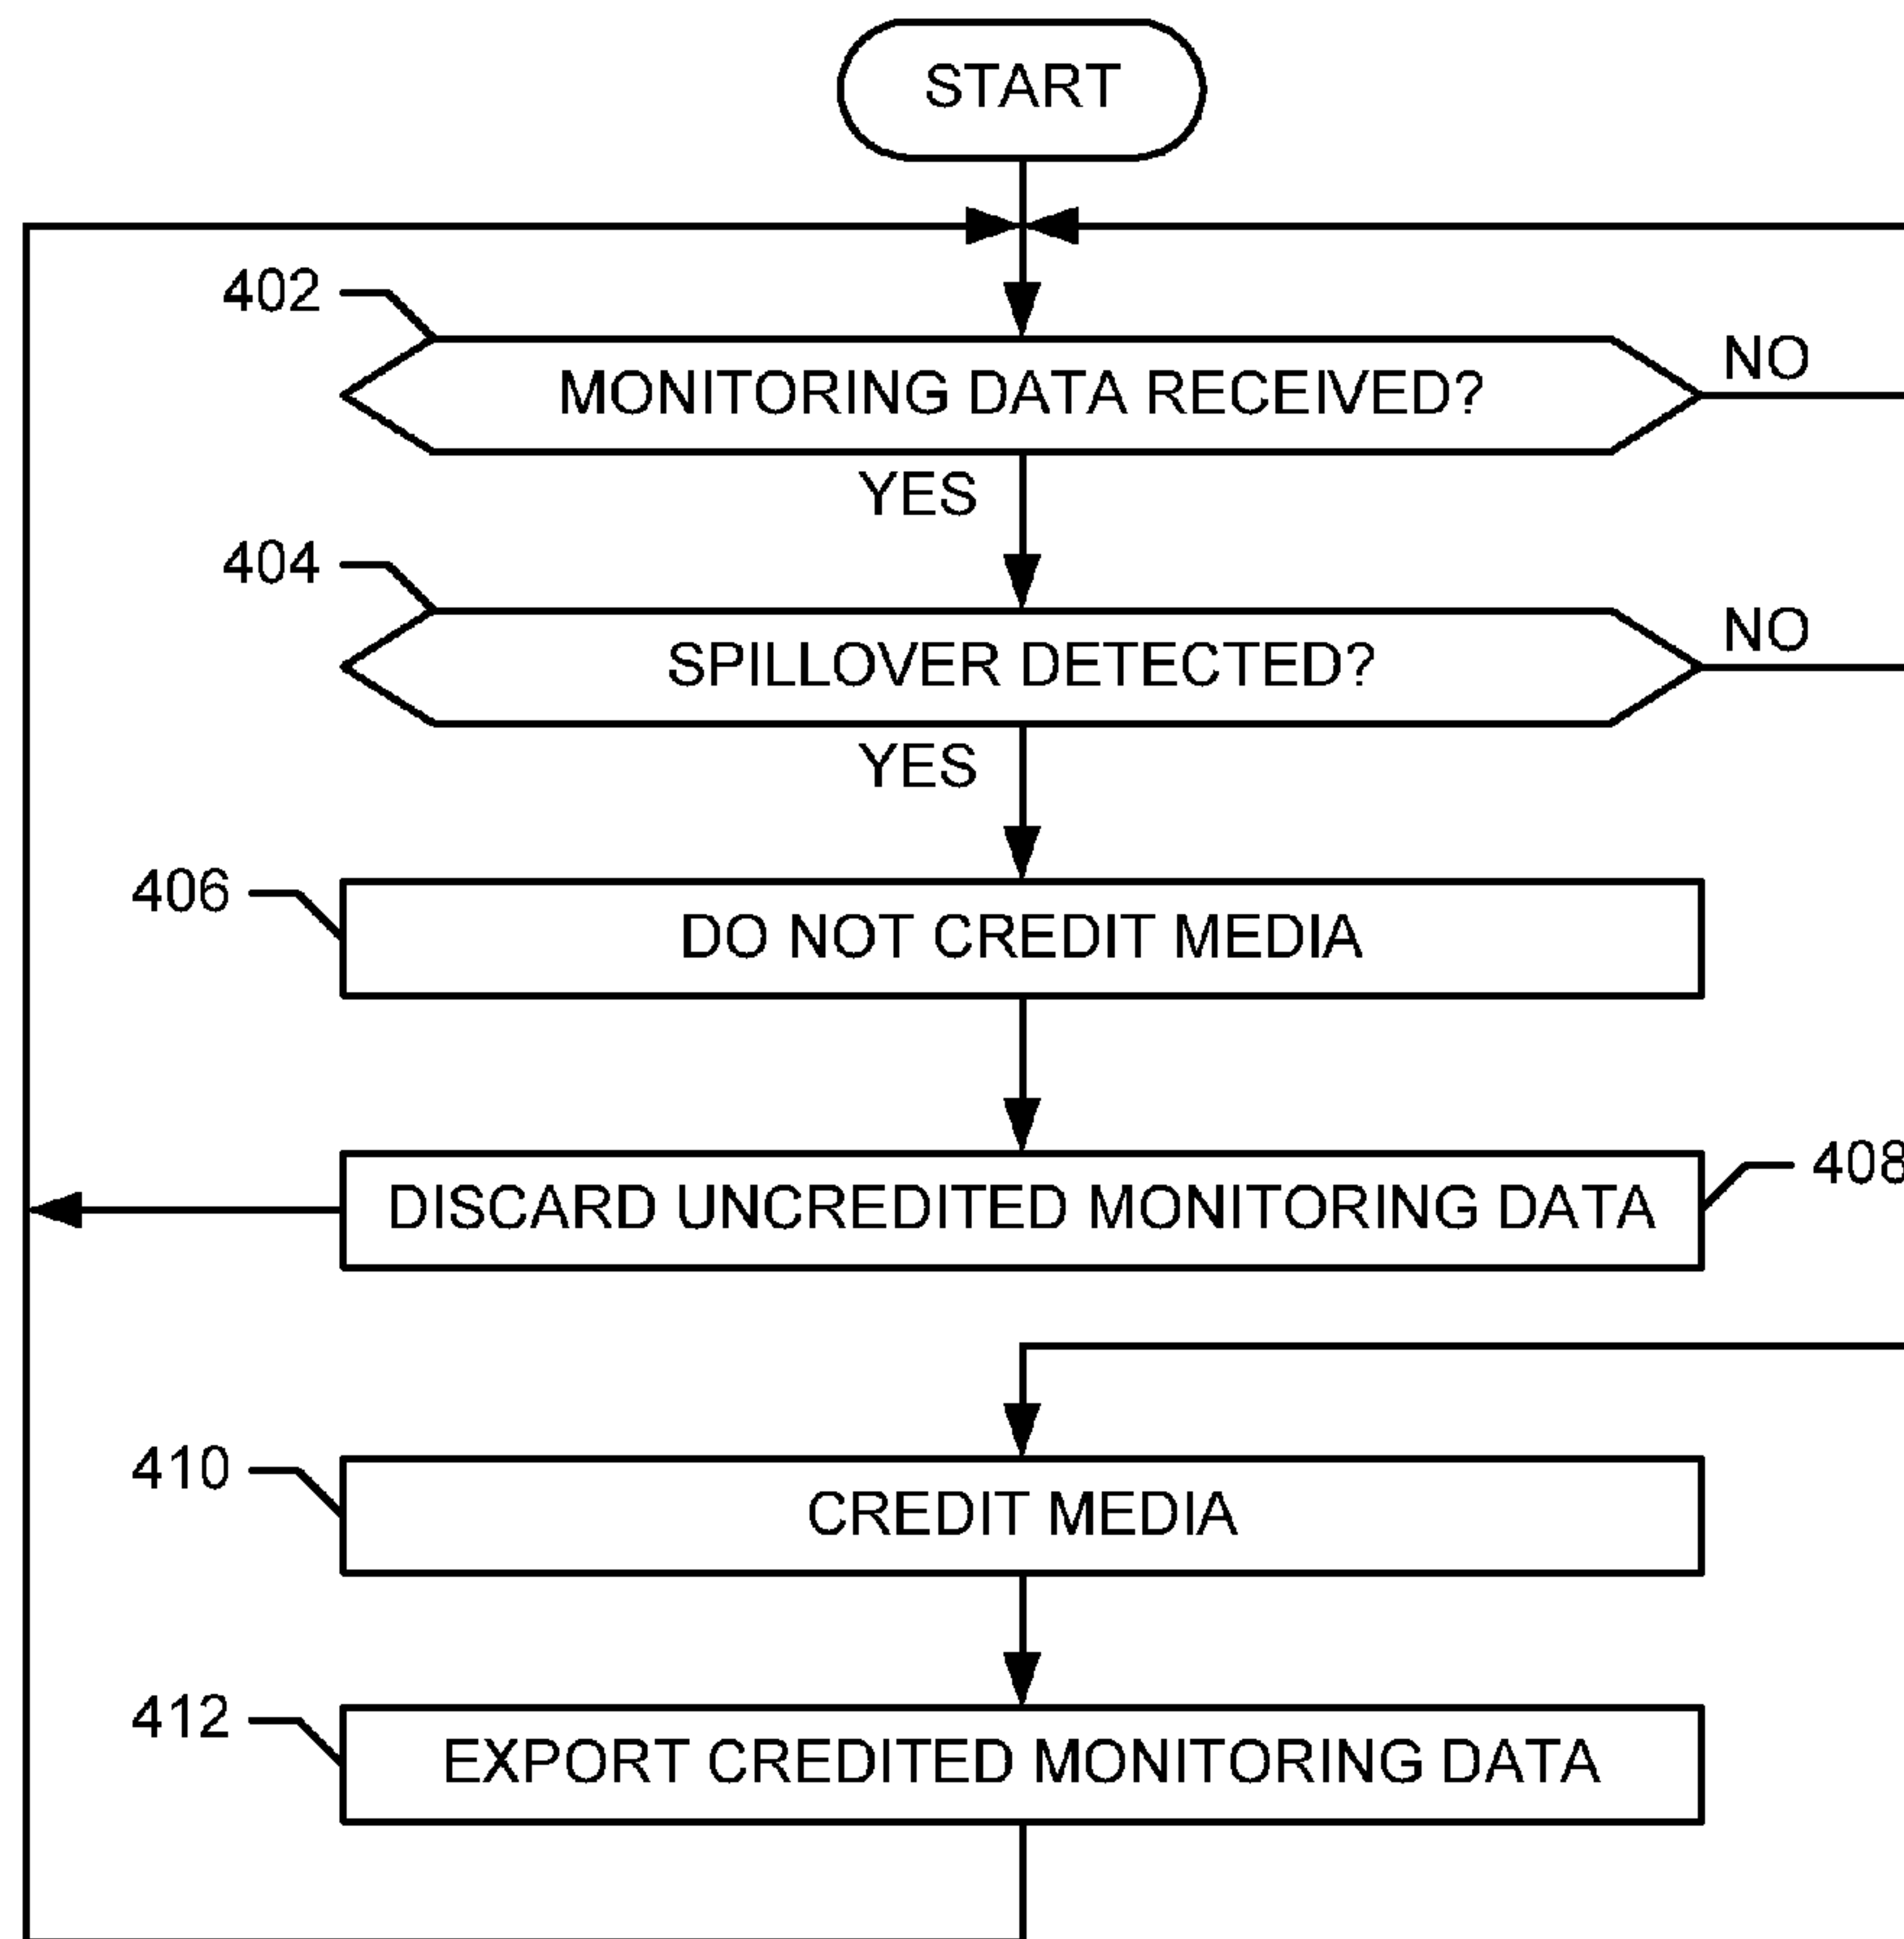 START
402
MONITORING DATA RECEIVED?
NO
YES
404
SPILLOVER DETECTED?
NO
YES
406
DO NOT CREDIT MEDIA
408
DISCARD UNCREDITED MONITORING DATA
410
CREDIT MEDIA
412
EXPORT CREDITED MONITORING DATA